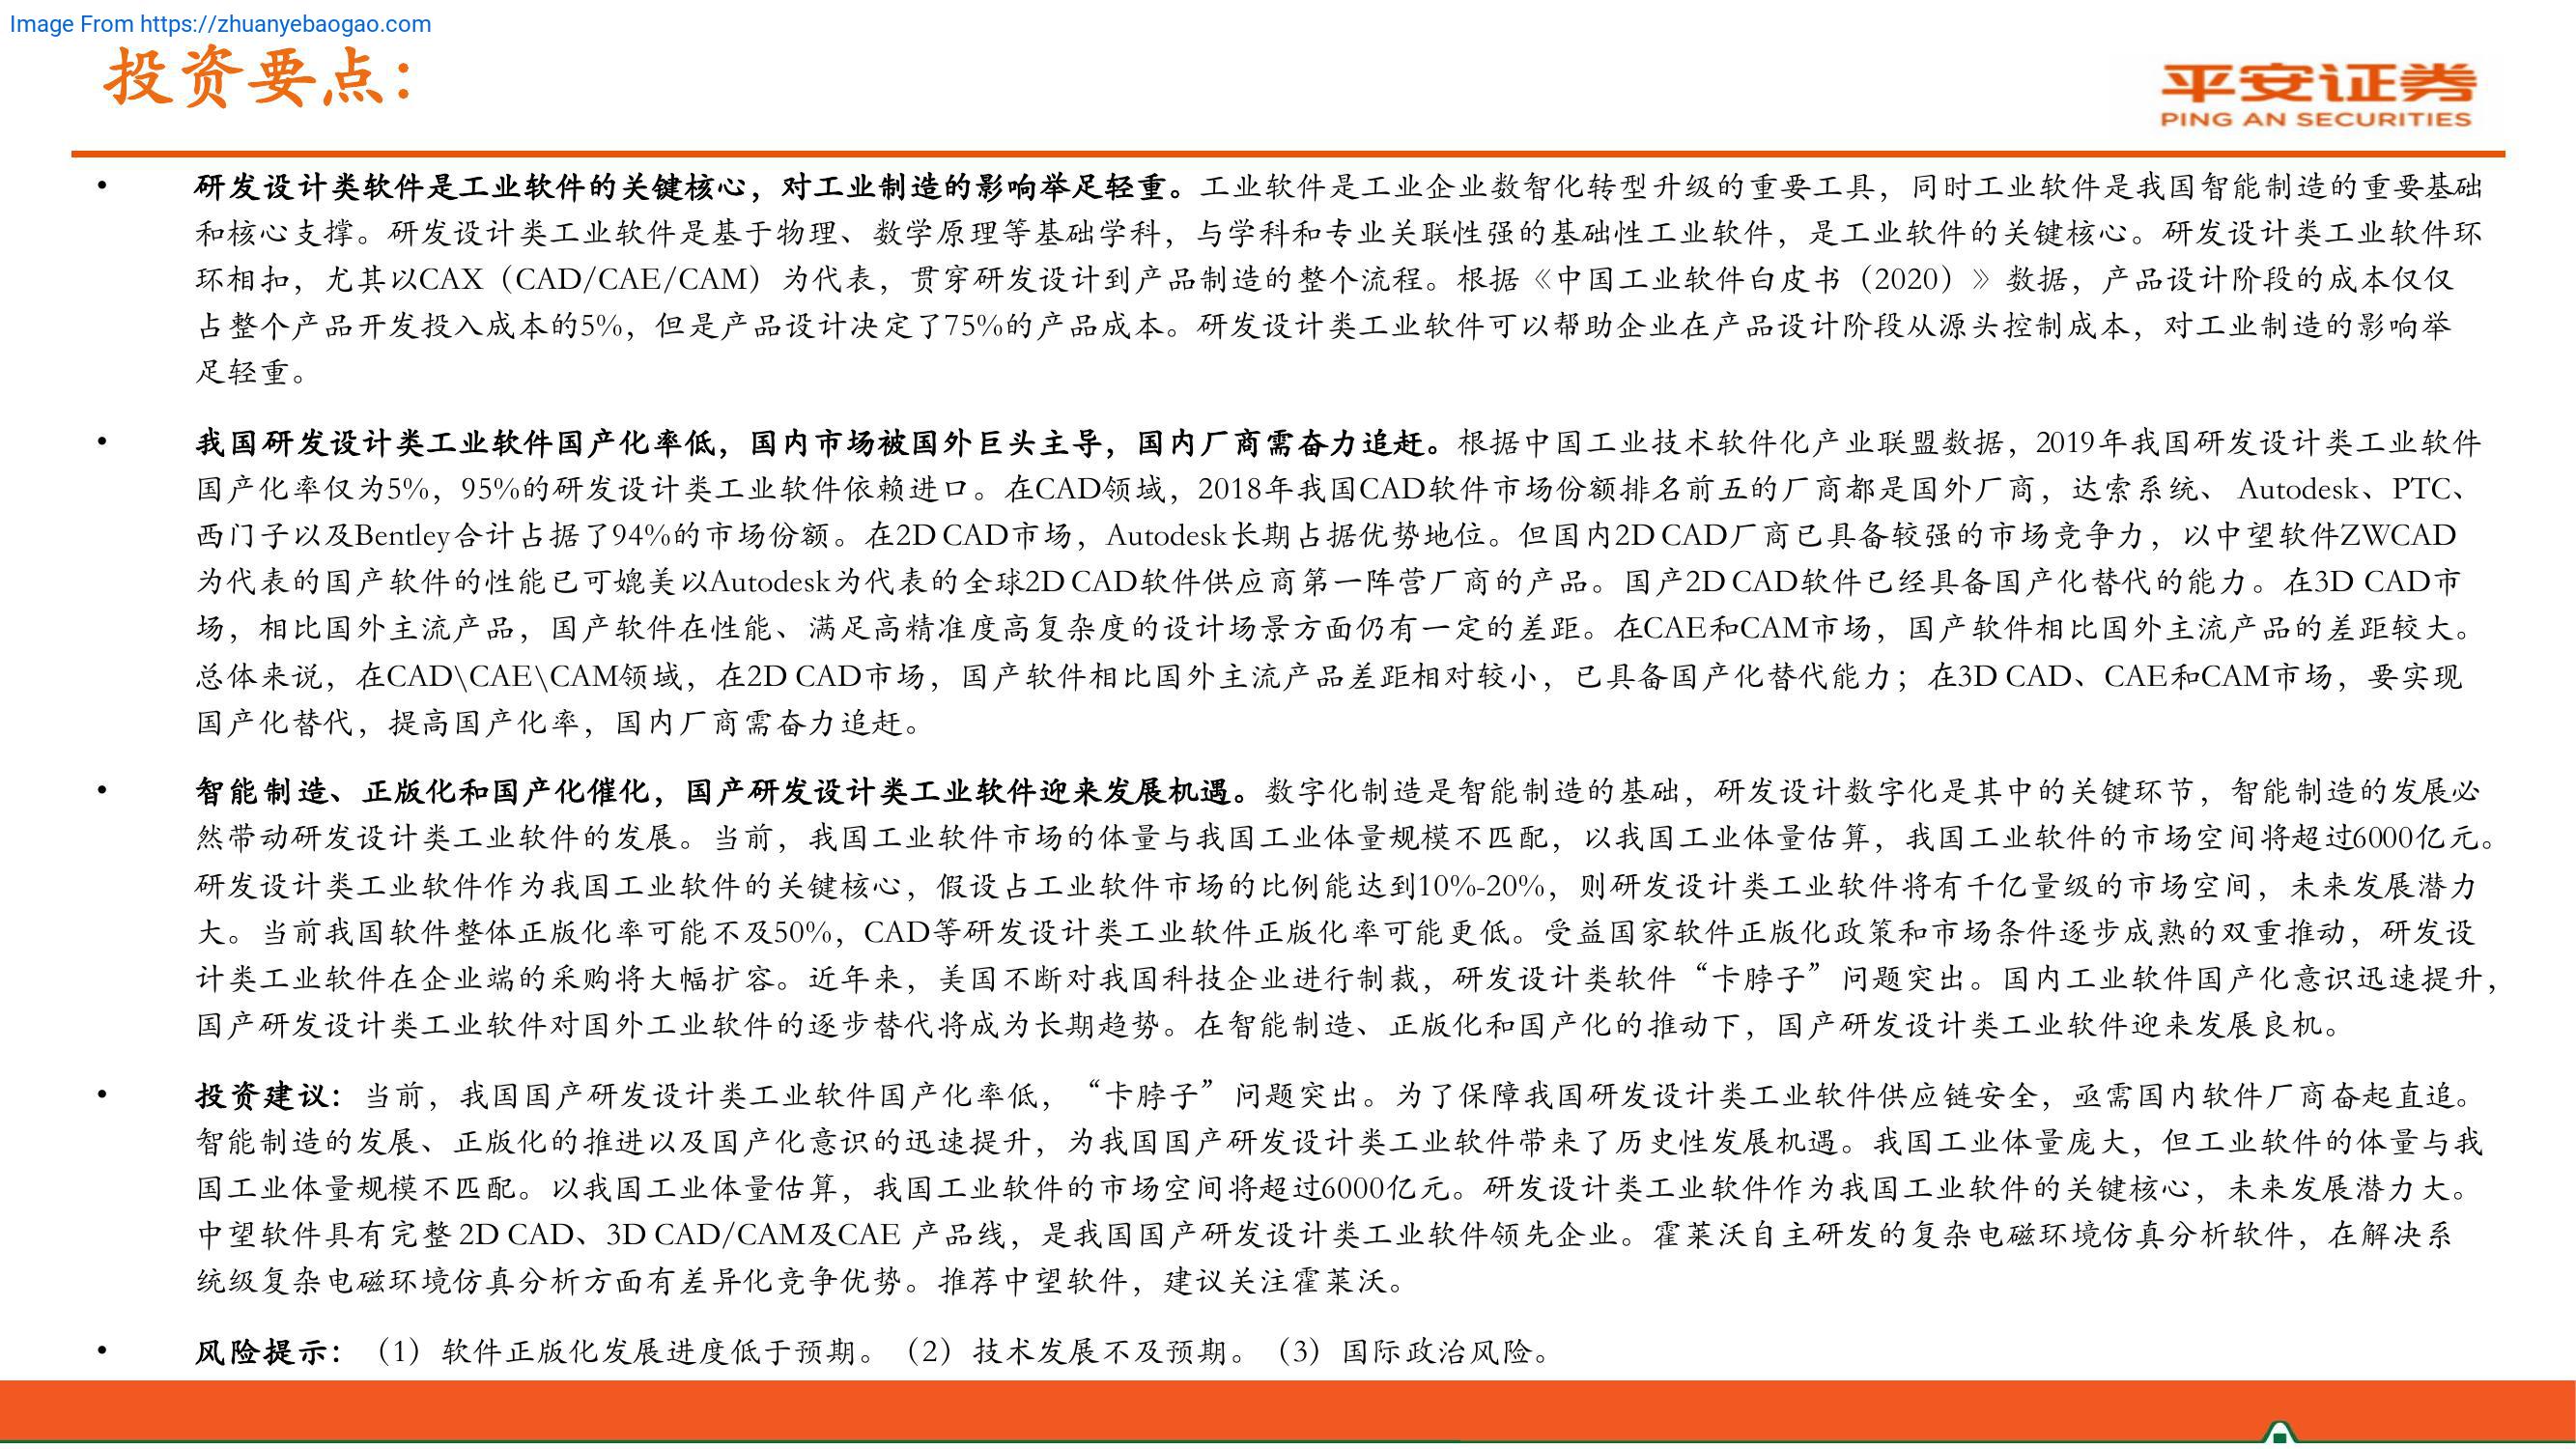 Image From https://zhuanyebaogao.com
投资要点：
平安证券
PING AN SECURITIES
• 研发设计类软件是工业软件的关键核心，对工业制造的影响举足轻重。工业软件是工业企业数智化转型升级的重要工具，同时工业软件是我国智能制造的重要基础
和核心支撑。研发设计类工业软件是基于物理、数学原理等基础学科，与学科和专业关联性强的基础性工业软件，是工业软件的关键核心。研发设计类工业软件环
环相扣，尤其以CAX（CAD/CAE/CAM）为代表，贯穿研发设计到产品制造的整个流程。根据《中国工业软件白皮书（2020）》数据，产品设计阶段的成本仅仅
占整个产品开发投入成本的5%，但是产品设计决定了75%的产品成本。研发设计类工业软件可以帮助企业在产品设计阶段从源头控制成本，对工业制造的影响举
足轻重。
• 我国研发设计类工业软件国产化率低，国内市场被国外巨头主导，国内厂商需奋力追赶。根据中国工业技术软件化产业联盟数据，2019年我国研发设计类工业软件
国产化率仅为5%，95%的研发设计类工业软件依赖进口。在CAD领域，2018年我国CAD软件市场份额排名前五的厂商都是国外厂商，达索系统、 Autodesk、PTC、
西门子以及Bentley合计占据了94%的市场份额。在2D CAD市场，Autodesk长期占据优势地位。但国内2D CAD厂商已具备较强的市场竞争力，以中望软件ZWCAD
为代表的国产软件的性能已可媲美以Autodesk为代表的全球2D CAD软件供应商第一阵营厂商的产品。国产2D CAD软件已经具备国产化替代的能力。在3D CAD市
场，相比国外主流产品，国产软件在性能、满足高精准度高复杂度的设计场景方面仍有一定的差距。在CAE和CAM市场，国产软件相比国外主流产品的差距较大。
总体来说，在CAD\CAE\CAM领域，在2D CAD市场，国产软件相比国外主流产品差距相对较小，已具备国产化替代能力；在3D CAD、CAE和CAM市场，要实现
国产化替代，提高国产化率，国内厂商需奋力追赶。
• 智能制造、正版化和国产化催化，国产研发设计类工业软件迎来发展机遇。数字化制造是智能制造的基础，研发设计数字化是其中的关键环节，智能制造的发展必
然带动研发设计类工业软件的发展。当前，我国工业软件市场的体量与我国工业体量规模不匹配，以我国工业体量估算，我国工业软件的市场空间将超过6000亿元。
研发设计类工业软件作为我国工业软件的关键核心，假设占工业软件市场的比例能达到10%-20%，则研发设计类工业软件将有千亿量级的市场空间，未来发展潜力
大。当前我国软件整体正版化率可能不及50%，CAD等研发设计类工业软件正版化率可能更低。受益国家软件正版化政策和市场条件逐步成熟的双重推动，研发设
计类工业软件在企业端的采购将大幅扩容。近年来，美国不断对我国科技企业进行制裁，研发设计类软件“卡脖子”问题突出。国内工业软件国产化意识迅速提升，
国产研发设计类工业软件对国外工业软件的逐步替代将成为长期趋势。在智能制造、正版化和国产化的推动下，国产研发设计类工业软件迎来发展良机。
• 投资建议：当前，我国国产研发设计类工业软件国产化率低，“卡脖子”问题突出。为了保障我国研发设计类工业软件供应链安全，亟需国内软件厂商奋起直追。
智能制造的发展、正版化的推进以及国产化意识的迅速提升，为我国国产研发设计类工业软件带来了历史性发展机遇。我国工业体量庞大，但工业软件的体量与我
国工业体量规模不匹配。以我国工业体量估算，我国工业软件的市场空间将超过6000亿元。研发设计类工业软件作为我国工业软件的关键核心，未来发展潜力大。
中望软件具有完整2D CAD、3D CAD/CAM及CAE 产品线，是我国国产研发设计类工业软件领先企业。霍莱沃自主研发的复杂电磁环境仿真分析软件，在解决系
统级复杂电磁环境仿真分析方面有差异化竞争优势。推荐中望软件，建议关注霍莱沃。
• 风险提示：（1）软件正版化发展进度低于预期。（2）技术发展不及预期。（3）国际政治风险。